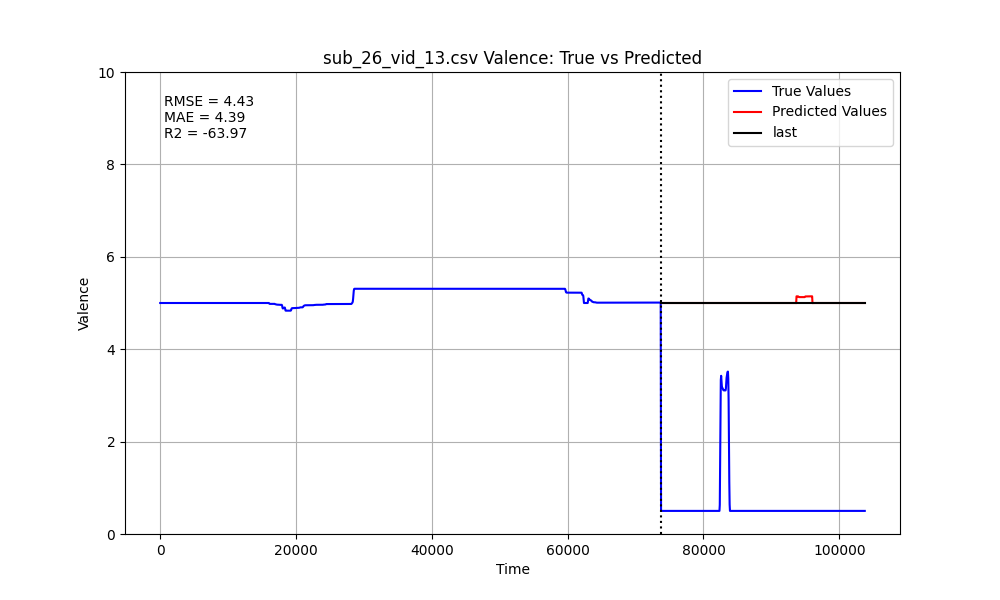 sub_26_vid_13.csv Valence: True vs Predicted
10
8
6
4
2
0
Valence
RMSE = 4.43
MAE = 4.39
R2 = -63.97
True Values
Predicted Values
last
0
20000
40000
60000
80000
100000
Time